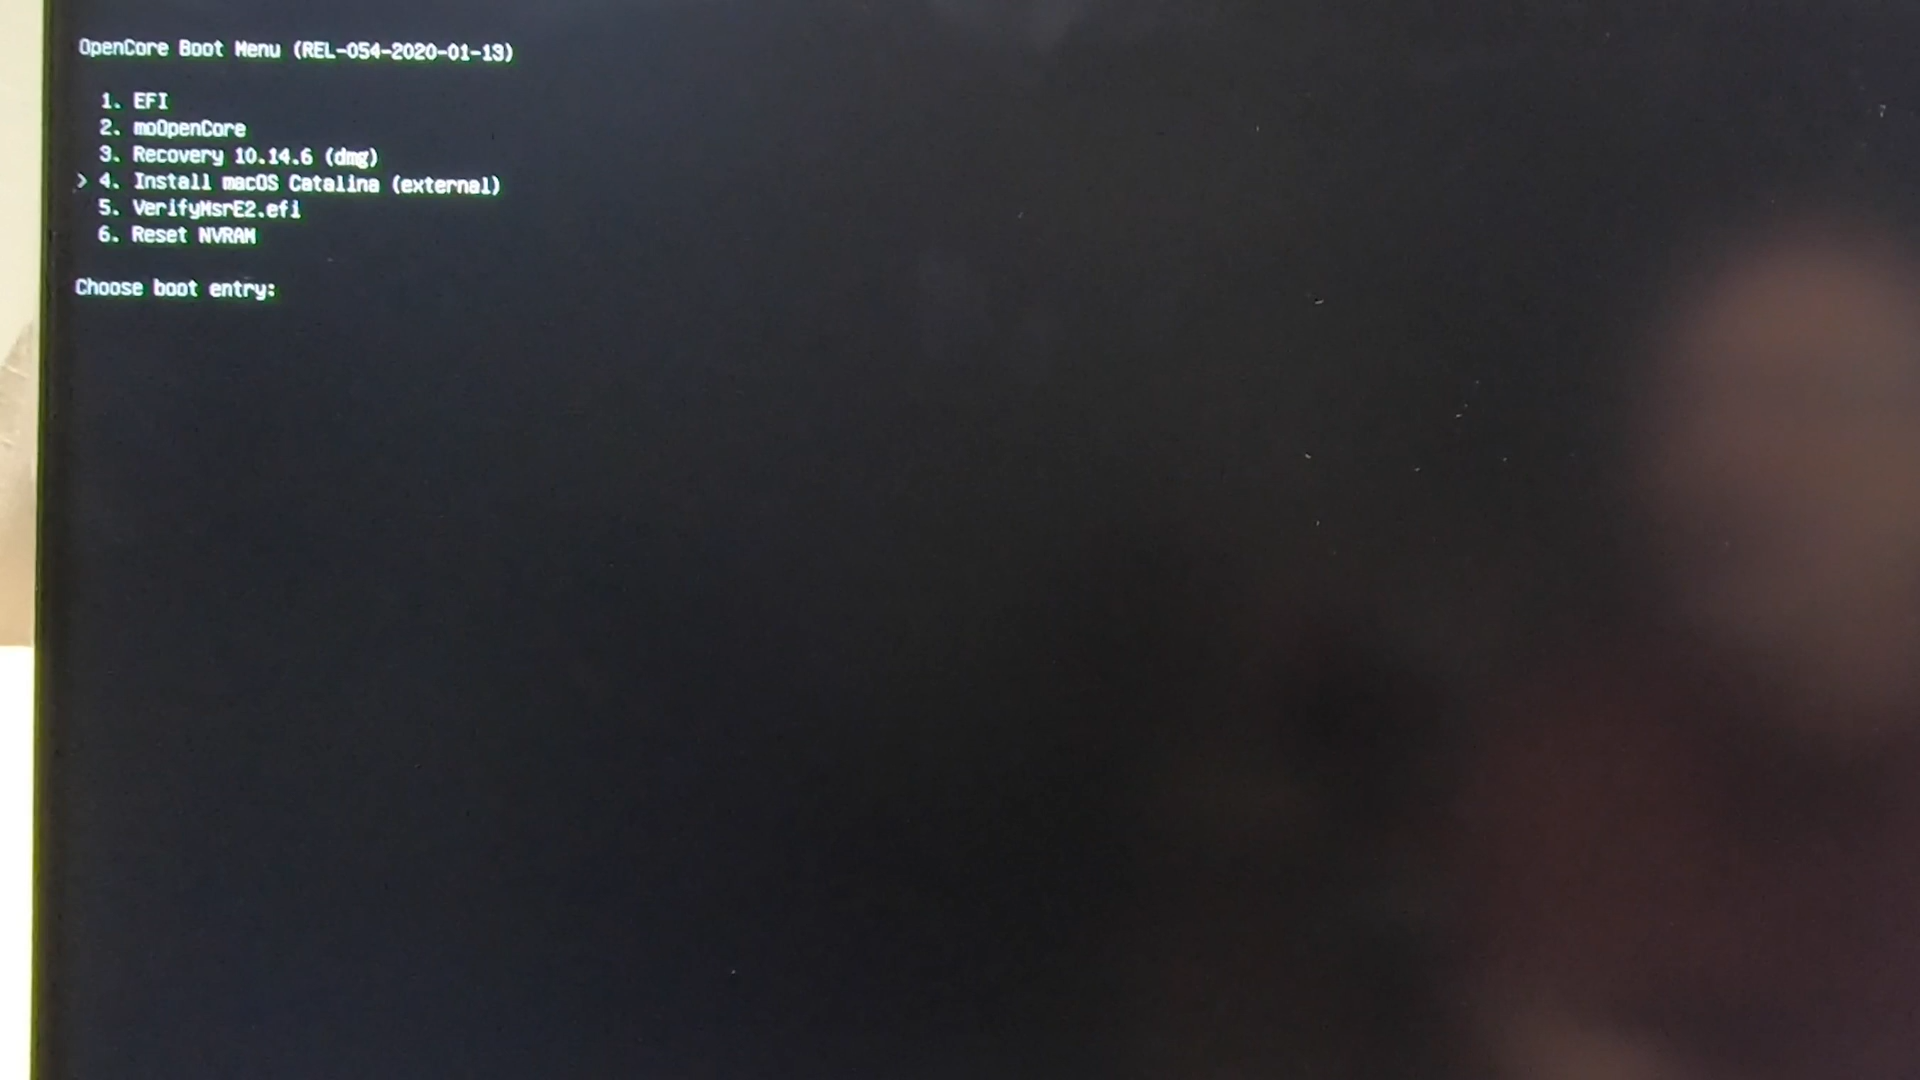 OpenCore Boot Menu (REL-054-2020-01-13)
1. EFI
2. moOpenCore
3. Recovery 10.14.6 (dmg)
> 4. Install macOS Catalina (external)
5. VerifyMsrE2.efi
6. Reset NVRAM
Choose boot entry: